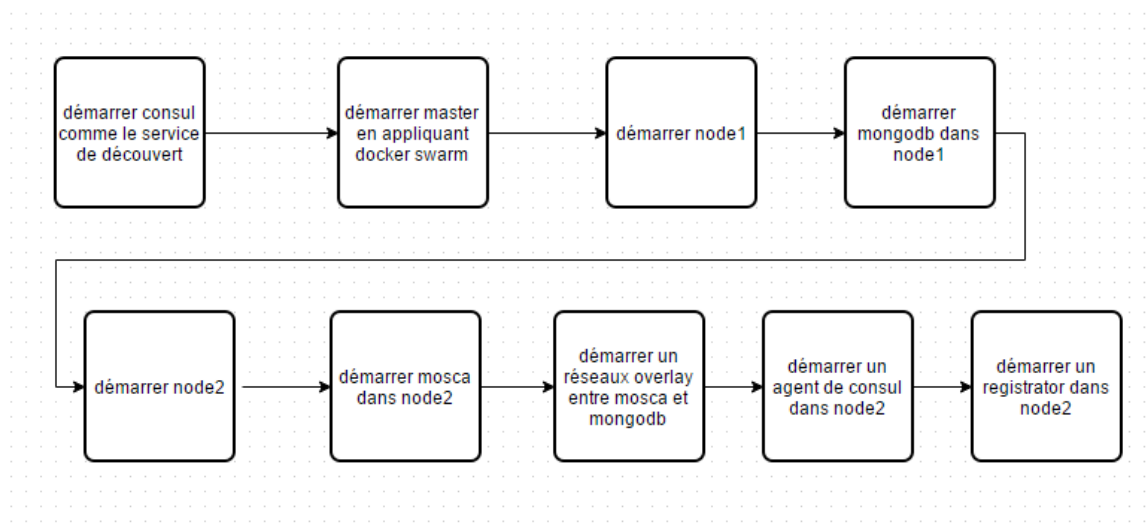 démarrer consul
comme le service
de découvert
démarrer master
en appliquant
docker swarm
démarrer node1
démarrer
mongodb dans
node1
démarrer node2
démarrer mosca
dans node2
démarrer un
réseaux overlay
entre mosca et
mongodb
démarrer un
agent de consul
dans node2
démarrer un
registrator dans
node2